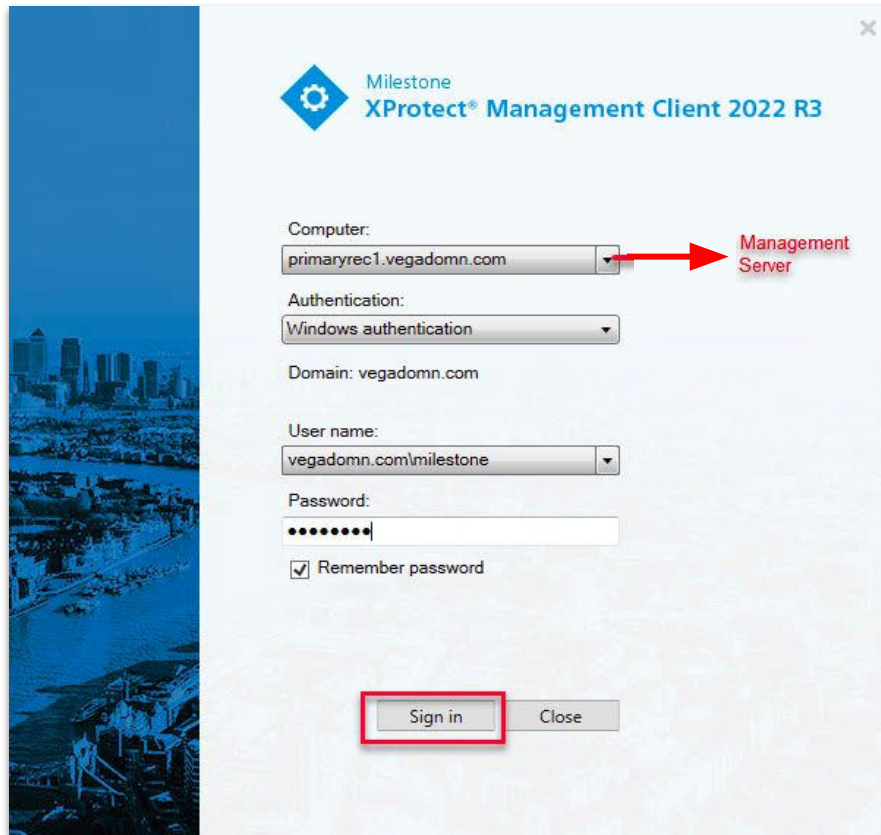 Milestone
XProtect® Management Client 2022 R3
Computer:
primaryrec1.vegadomn.com
Management
Server
Authentication:
Windows authentication
Domain: vegadomn.com
User name:
vegadomn.com\milestone
Password:
●●●●●●●●
Remember password
Sign in
Close